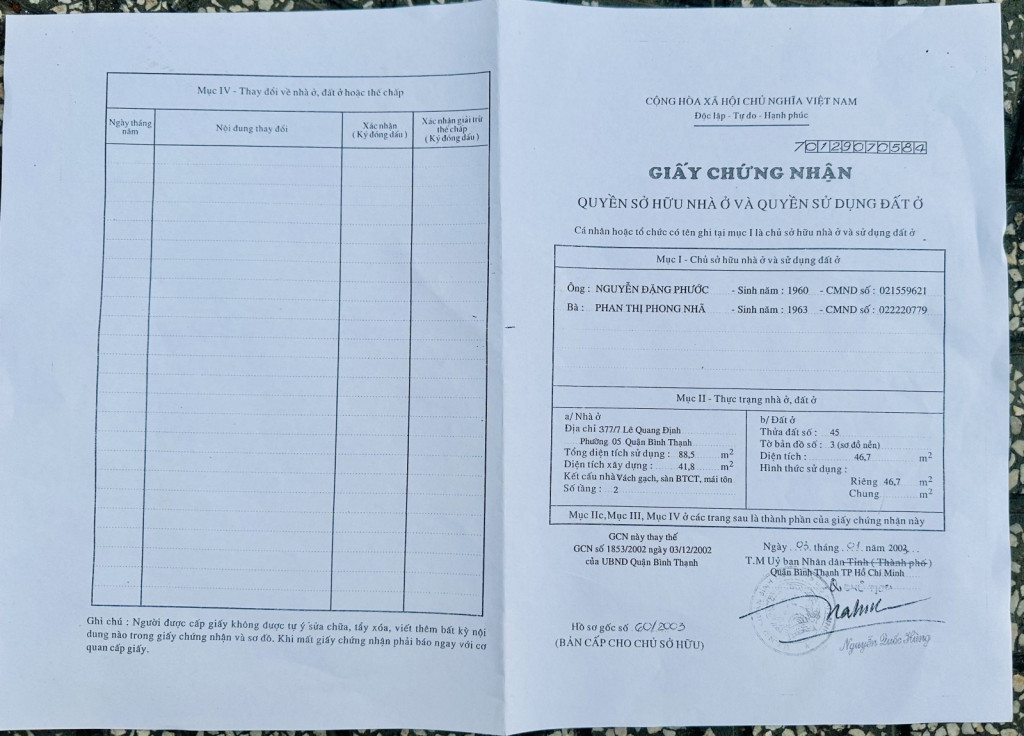 Mục IV - Thay đổi về nhà ở, đất ở hoặc thế chấp
Ngày tháng năm
Nội dung thay đổi
Xác nhận (Ký đóng dấu)
Xác nhận giải trừ thế chấp (Ký đóng dấu)
Ghi chú : Người được cấp giấy không được tự ý sửa chữa, tẩy xóa, viết thêm bất kỳ nội
dung nào trong giấy chứng nhận và sơ đồ. Khi mất giấy chứng nhận phải báo ngay với cơ
quan cấp giấy.
CỘNG HÒA XÃ HỘI CHỦ NGHĨA VIỆT NAM
Độc lập - Tự do - Hạnh phúc
70129070584
GIẤY CHỨNG NHẬN
QUYỀN SỞ HỮU NHÀ Ở VÀ QUYỀN SỬ DỤNG ĐẤT Ở
Cá nhân hoặc tổ chức có tên ghi tại mục I là chủ sở hữu nhà ở và sử dụng đất ở
Mục I - Chủ sở hữu nhà ở và sử dụng đất ở
Ông : NGUYỄN ĐẶNG PHƯỚC - Sinh năm : 1960 - CMND số : 021559621
Bà : PHAN THỊ PHONG NHÃ - Sinh năm : 1963 - CMND số : 022220779
Mục II - Thực trạng nhà ở, đất ở
a/ Nhà ở
Địa chỉ 377/7 Lê Quang Định
Phường 05 Quận Bình Thạnh
Tổng diện tích sử dụng : 88,5 m²
Diện tích xây dựng : 41,8 m²
Kết cấu nhà Vách gạch, sàn BTCT, mái tôn
Số tầng : 2
b/ Đất ở
Thửa đất số : 45
Tờ bản đồ số : 3 (sơ đồ nền)
Diện tích : 46,7 m²
Hình thức sử dụng :
Riêng 46,7 m²
Chung m²
Mục IIc, Mục III, Mục IV ở các trang sau là thành phần của giấy chứng nhận này
GCN này thay thế
GCN số 1853/2002 ngày 03/12/2002
của UBND Quận Bình Thạnh
Ngày 03 tháng 01 năm 2003
T.M Uỷ ban Nhân dân Tỉnh ( Thành phố )
Quận Bình Thạnh TP Hồ Chí Minh
CHỦ TỊCH
Hồ sơ gốc số 60/2003
(BẢN CẤP CHO CHỦ SỞ HỮU)
Nguyễn Quốc Hùng